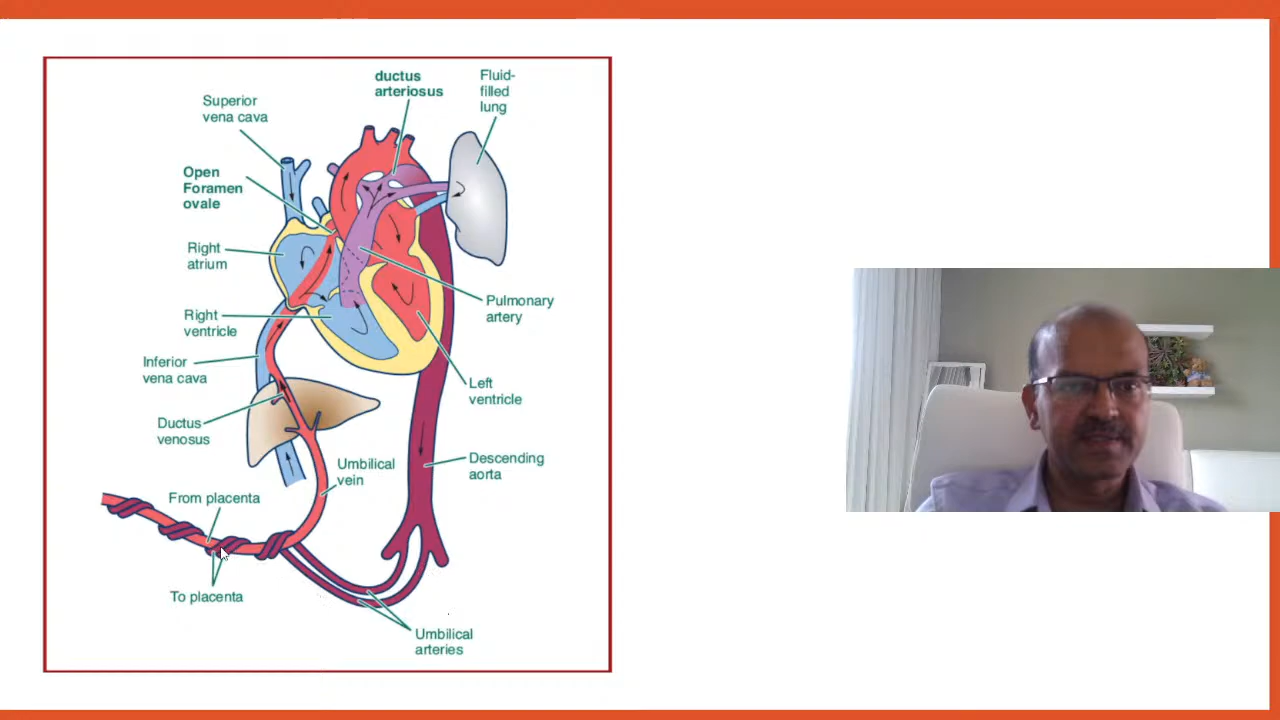 ductus
arteriosus
Fluid-
filled
lung
Superior
vena cava
Open
Foramen
ovale
Right
atrium
Pulmonary
artery
Right
ventricle
Inferior
vena cava
Left
ventricle
Ductus
venosus
Umbilical
vein
Descending
aorta
From placenta
To placenta
Umbilical
arteries